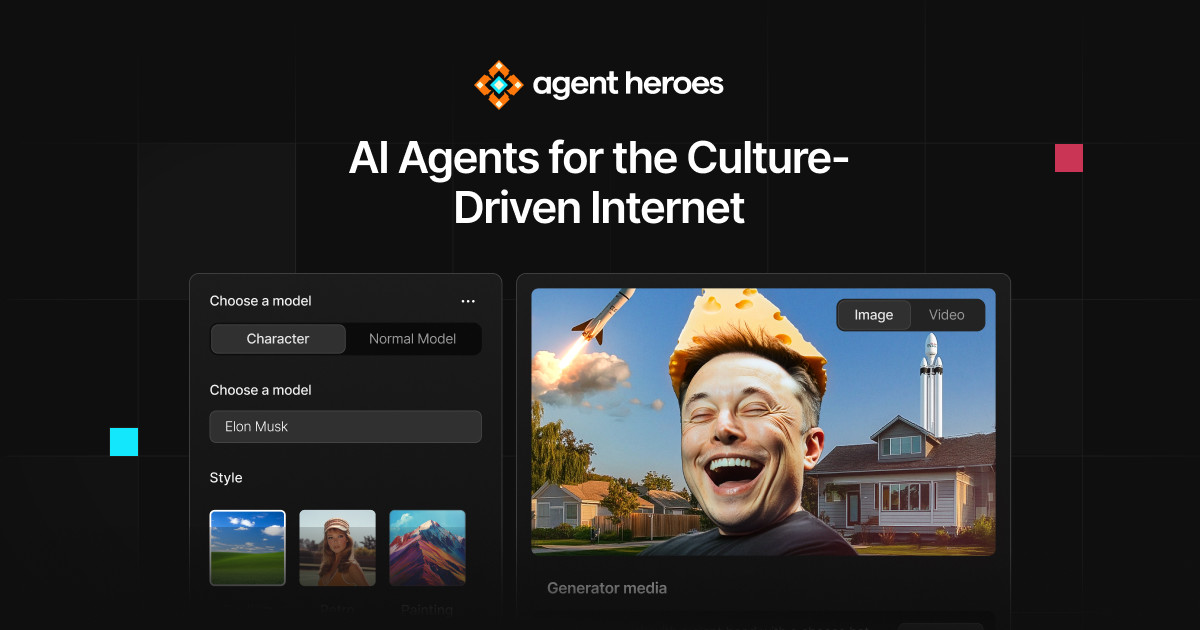 agent heroes
AI Agents for the Culture-
Driven Internet
Choose a model
Character
Normal Model
Choose a model
Elon Musk
Style
Retro
Painting
Image
Video
Generator media